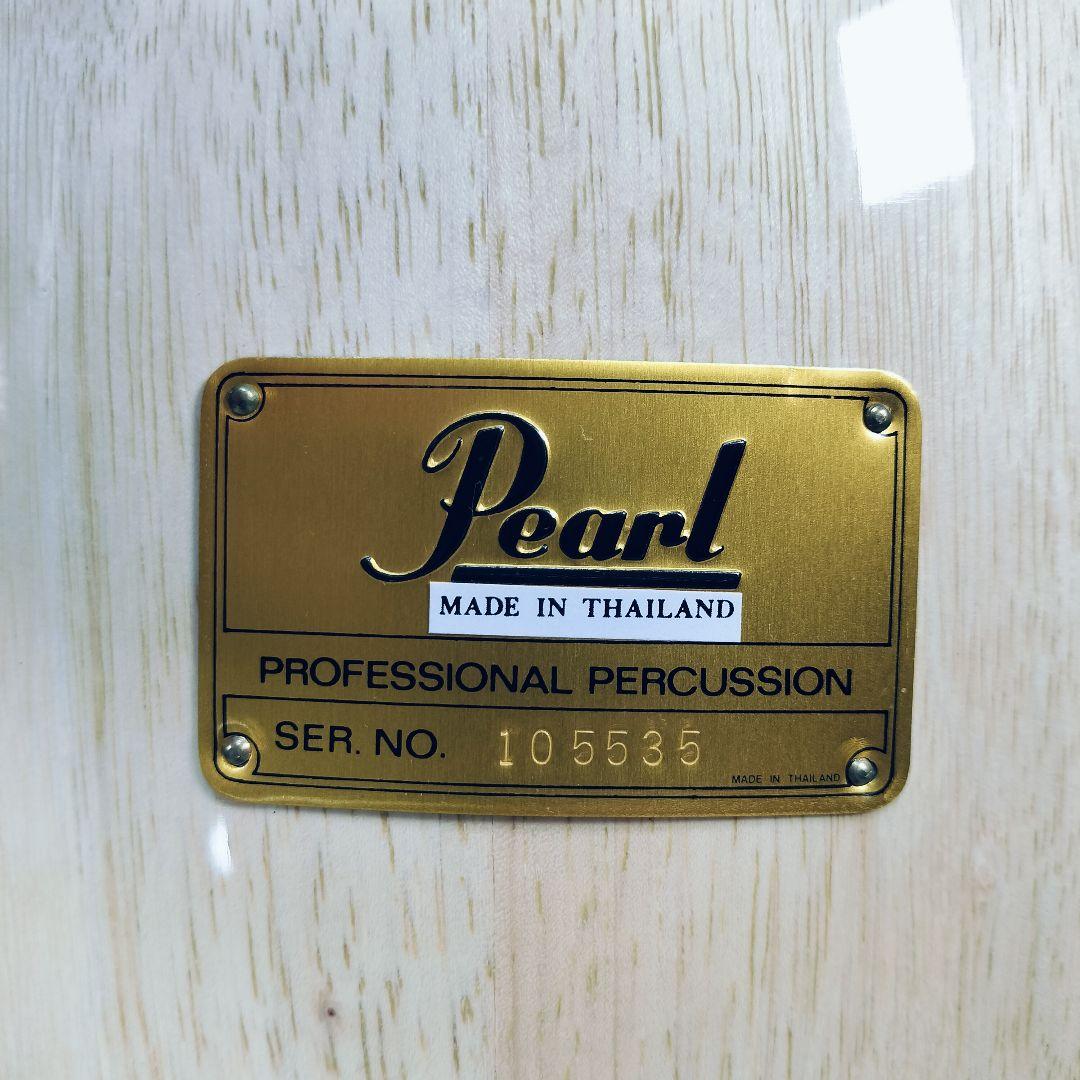 Pearl
MADE IN THAILAND
PROFESSIONAL PERCUSSION
SER. NO. 105535
MADE IN THAILAND